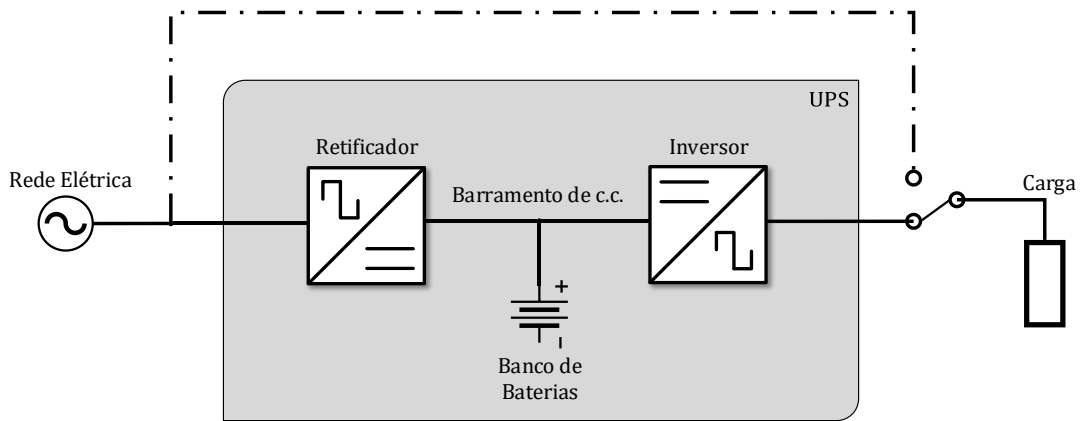 UPS
Retificador
Inversor
Rede Elétrica
Barramento de c.c.
Carga
+
Banco de
Baterias